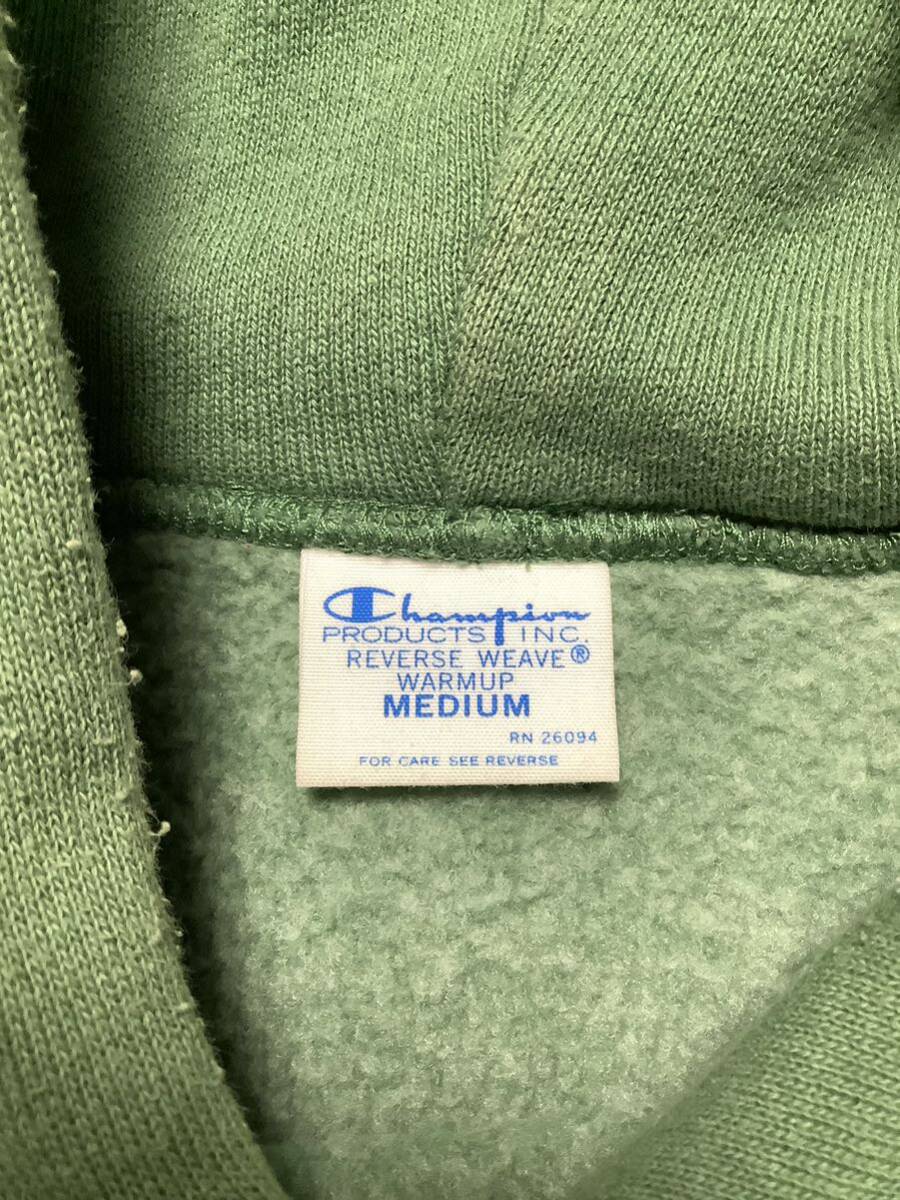 Champion
PRODUCTS INC.
REVERSE WEAVE®
WARMUP
MEDIUM
RN 26094
FOR CARE SEE REVERSE